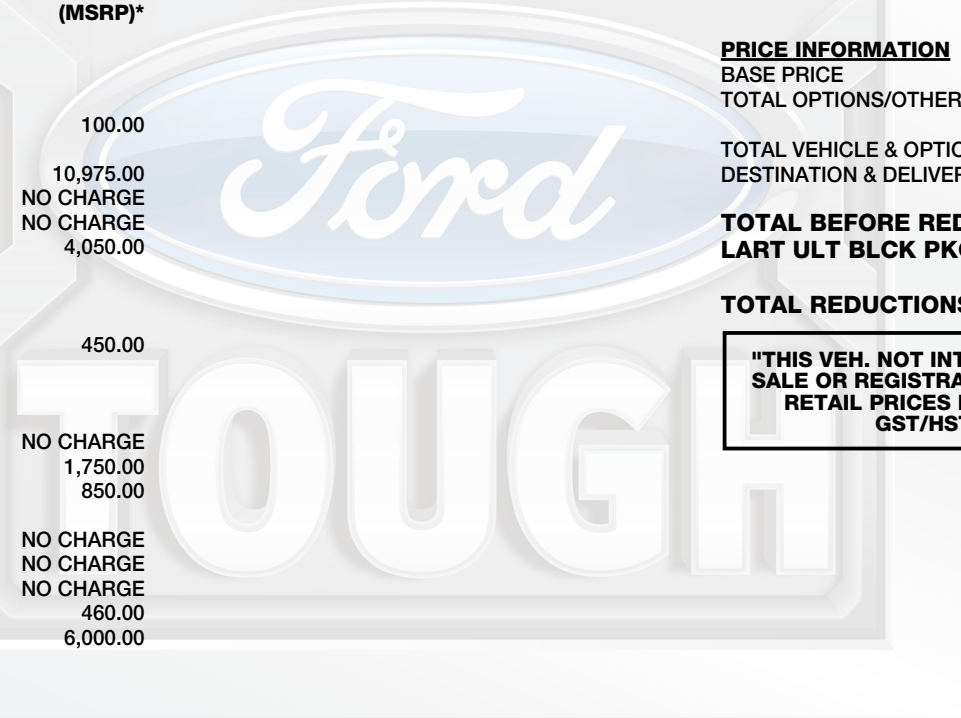 (MSRP)*
100.00
10,975.00
NO CHARGE
NO CHARGE
4,050.00
450.00
NO CHARGE
1,750.00
850.00
NO CHARGE
NO CHARGE
NO CHARGE
460.00
6,000.00
Ford
TOUGH
PRICE INFORMATION
BASE PRICE
TOTAL OPTIONS/OTHER
TOTAL VEHICLE & OPTIO
DESTINATION & DELIVER
TOTAL BEFORE RED
LART ULT BLCK PKG
TOTAL REDUCTIONS
"THIS VEH. NOT INT
SALE OR REGISTRA
RETAIL PRICES
GST/HST